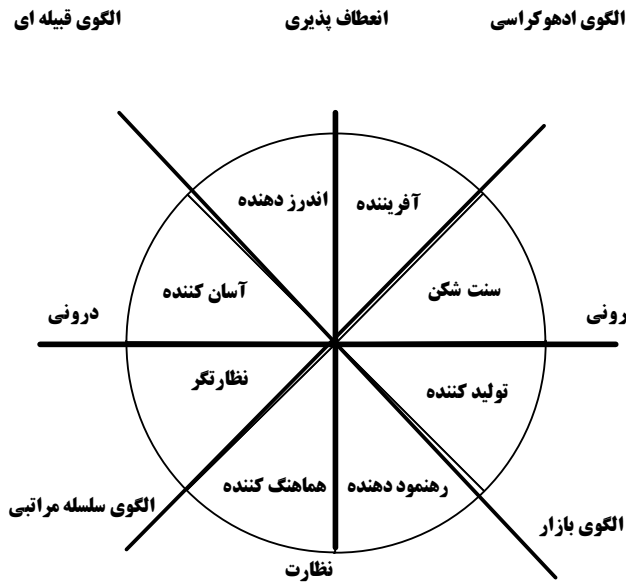 الگوی ادهوکراسی
انعطاف پذیری
الگوی قبیله ای
آفریننده
اندرز دهنده
سنت شکن
آسان کننده
رونی
درونی
تولید کننده
نظارتگر
رهنمود دهنده
هماهنگ کننده
الگوی سلسله مراتبی
الگوی بازار
نظارت